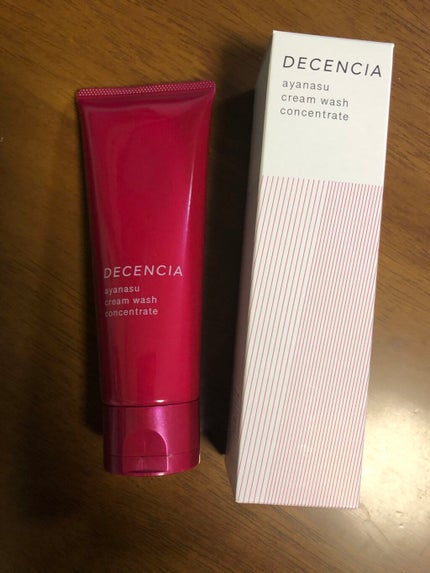 DECENCIA
ayanasu
cream wash
concentrate
DECENCIA
ayanasu
cream wash
concentrate